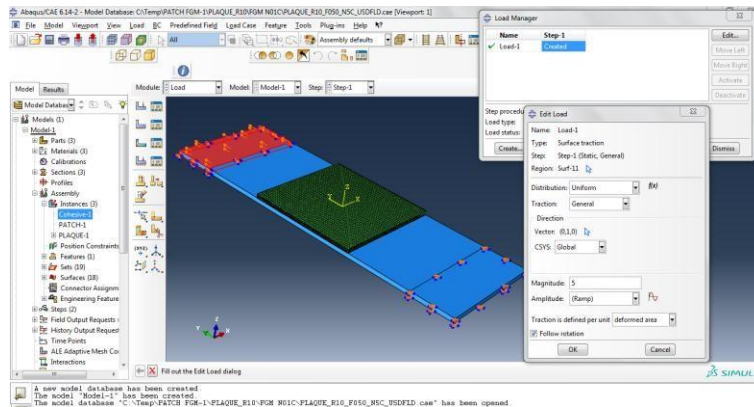 Abaqus/CAE 6.14-2 - Model Database: C:\Temp\PATCH FGM-1\PLAQUE_R10\FGM N01C\PLAQUE_R10_F050_N5C_USDFLD.cae [Viewport: 1]
File Model Viewport View Load BC Predefined Field Load Case Feature Tools Plug-ins Help
All
Assembly defaults
Model Results
Module: Load Model: Model-1 Step: Step-1
Model Database
Models (1)
Model-1
Parts (3)
Materials (3)
Calibrations
Sections (3)
Profiles
Assembly
Instances (3)
Cohesive-1
PATCH-1
PLAQUE-1
Position Constraints
Features (1)
Sets (19)
Surfaces (18)
Connector Assignm
Engineering Feature
Steps (2)
Field Output Requests
History Output Request
Time Points
ALE Adaptive Mesh Co
Interactions
Y Z X
Z Y X
Load Manager
Name Step-1
Load-1 Created
Edit...
Move Left
Move Right
Activate
Deactivate
Step procedu
Load type:
Load status:
Create...
Dismiss
Edit Load
Name: Load-1
Type: Surface traction
Step: Step-1 (Static, General)
Region: Surf-11
Distribution: Uniform f(x)
Traction: General
Direction
Vector: (0,1,0)
CSYS: Global
Magnitude: 5
Amplitude: (Ramp)
Traction is defined per unit deformed area
Follow rotation
OK Cancel
Fill out the Edit Load dialog
SIMUL
A new model database has been created.
The model "Model-1" has been created.
The model database "C:\Temp\PATCH FGM-1\PLAQUE_R10\FGM N01C\PLAQUE_R10_F050_N5C_USDFLD.cae" has been opened.